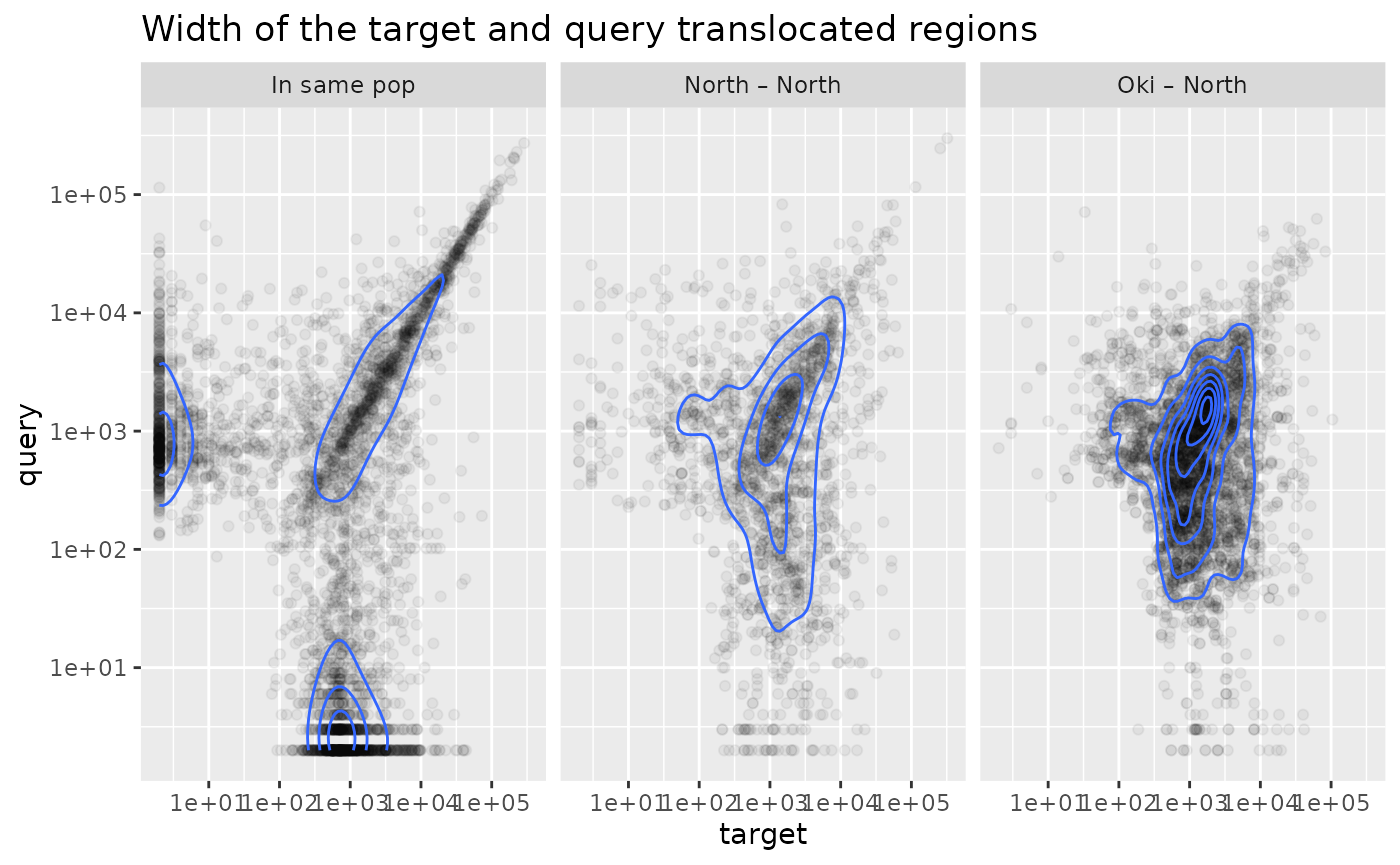 Width of the target and query translocated regions
In same pop
North – North
Oki – North
1e+05
1e+04
1e+03
1e+02
1e+01
query
1e+01 1e+02 1e+03 1e+04 1e+05
1e+01 1e+02 1e+03 1e+04 1e+05
1e+01 1e+02 1e+03 1e+04 1e+05
target